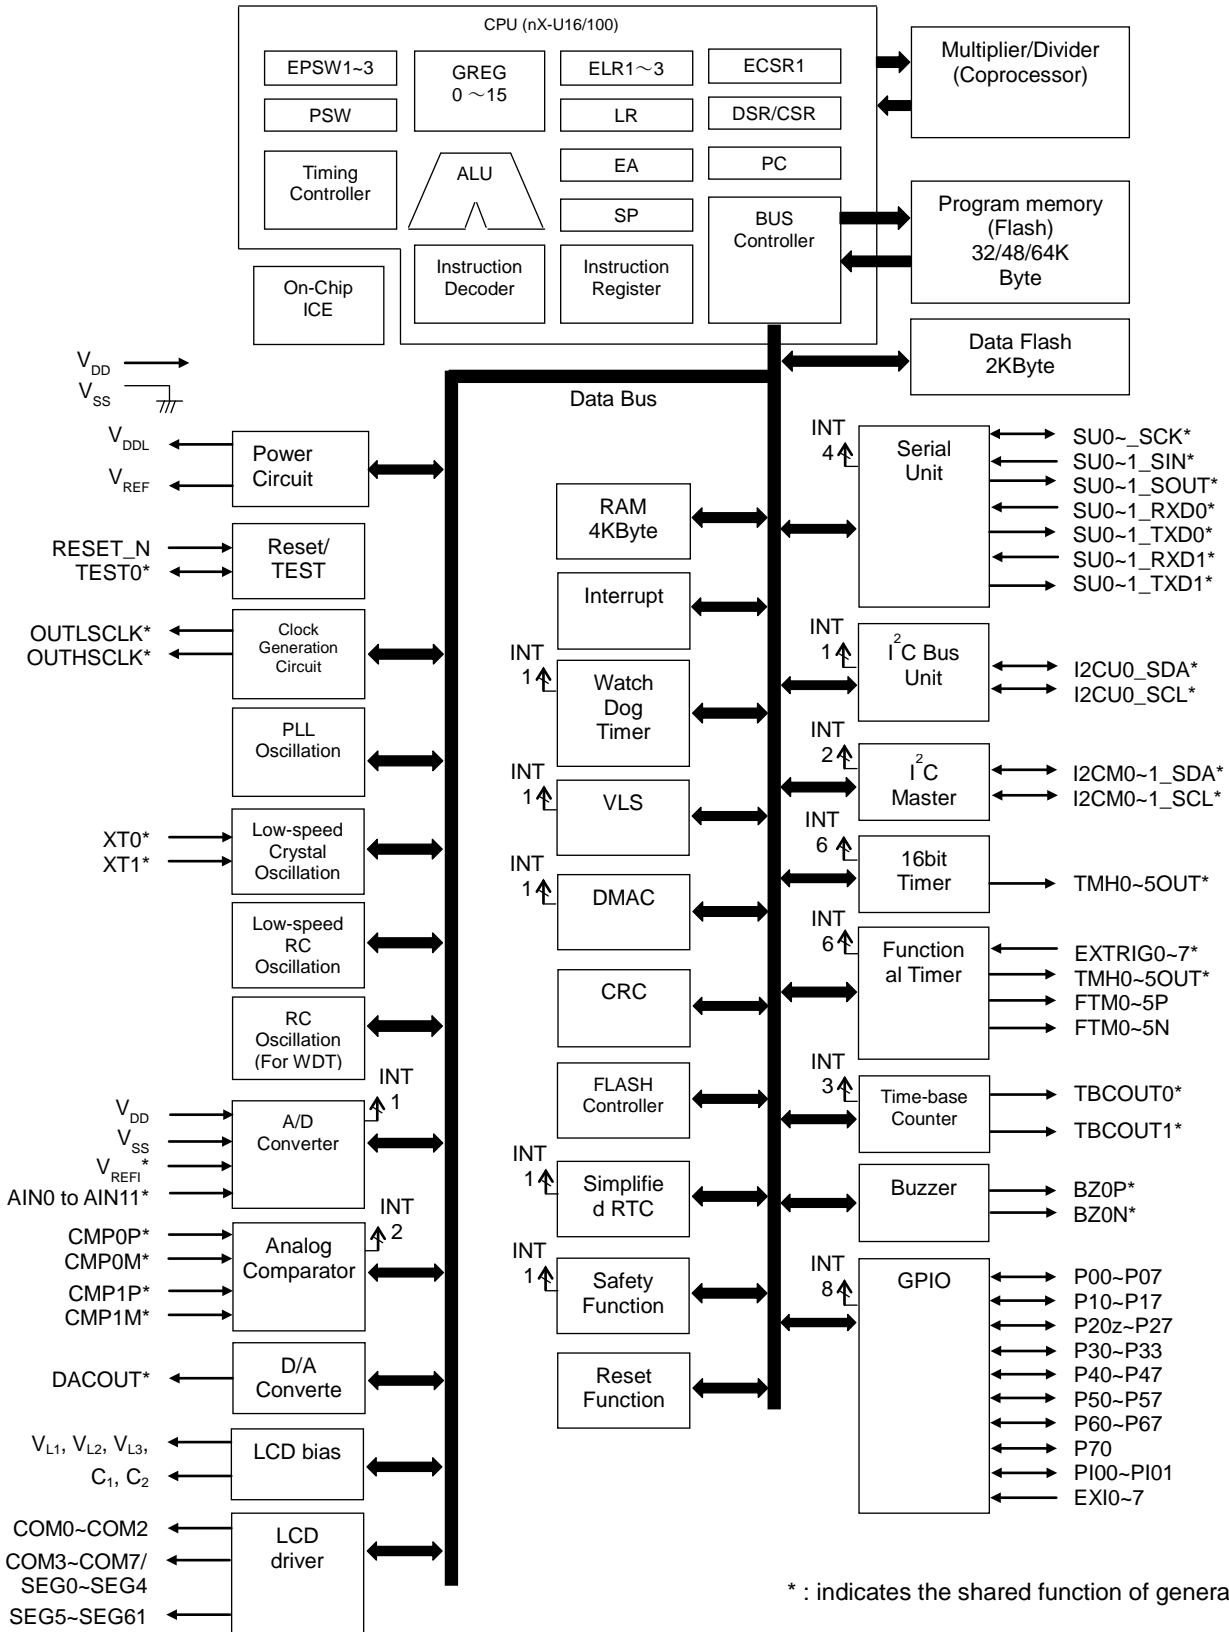 CPU (nX-U16/100)
EPSW1~3
GREG
0 ～15
ELR1～3
ECSR1
PSW
LR
DSR/CSR
Timing
Controller
ALU
EA
PC
SP
BUS
Controller
Instruction
Decoder
Instruction
Register
On-Chip
ICE
Multiplier/Divider
(Coprocessor)
Program memory
(Flash)
32/48/64K
Byte
Data Flash
2KByte
Data Bus
VDD
VSS
VDDL
VREF
Power
Circuit
RESET_N
TEST0*
Reset/
TEST
OUTLSCLK*
OUTHSCLK*
Clock
Generation
Circuit
PLL
Oscillation
XT0*
XT1*
Low-speed
Crystal
Oscillation
Low-speed
RC
Oscillation
RC
Oscillation
(For WDT)
VDD
VSS
VREFI*
AIN0 to AIN11*
A/D
Converter
INT
1
CMP0P*
CMP0M*
CMP1P*
CMP1M*
Analog
Comparator
INT
2
DACOUT*
D/A
Converte
VL1, VL2, VL3,
C1, C2
LCD bias
COM0~COM2
COM3~COM7/
SEG0~SEG4
SEG5~SEG61
LCD
driver
RAM
4KByte
Interrupt
INT
1
Watch
Dog
Timer
INT
1
VLS
INT
1
DMAC
CRC
FLASH
Controller
INT
1
Simplifie
d RTC
INT
1
Safety
Function
Reset
Function
INT
4
Serial
Unit
SU0~_SCK*
SU0~1_SIN*
SU0~1_SOUT*
SU0~1_RXD0*
SU0~1_TXD0*
SU0~1_RXD1*
SU0~1_TXD1*
INT
1
I2C Bus
Unit
I2CU0_SDA*
I2CU0_SCL*
INT
2
I2C
Master
I2CM0~1_SDA*
I2CM0~1_SCL*
INT
6
16bit
Timer
TMH0~5OUT*
INT
6
Function
al Timer
EXTRIG0~7*
TMH0~5OUT*
FTM0~5P
FTM0~5N
INT
3
Time-base
Counter
TBCOUT0*
TBCOUT1*
Buzzer
BZ0P*
BZ0N*
INT
8
GPIO
P00~P07
P10~P17
P20z~P27
P30~P33
P40~P47
P50~P57
P60~P67
P70
PI00~PI01
EXI0~7
* : indicates the shared function of genera